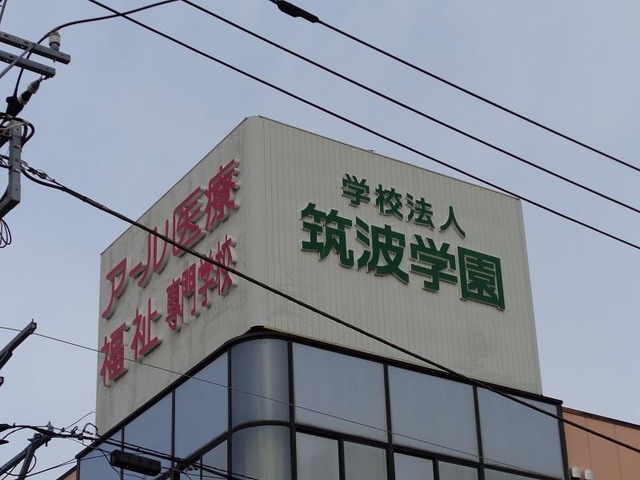 アール医療
福祉専門学校
学校法人
筑波学園